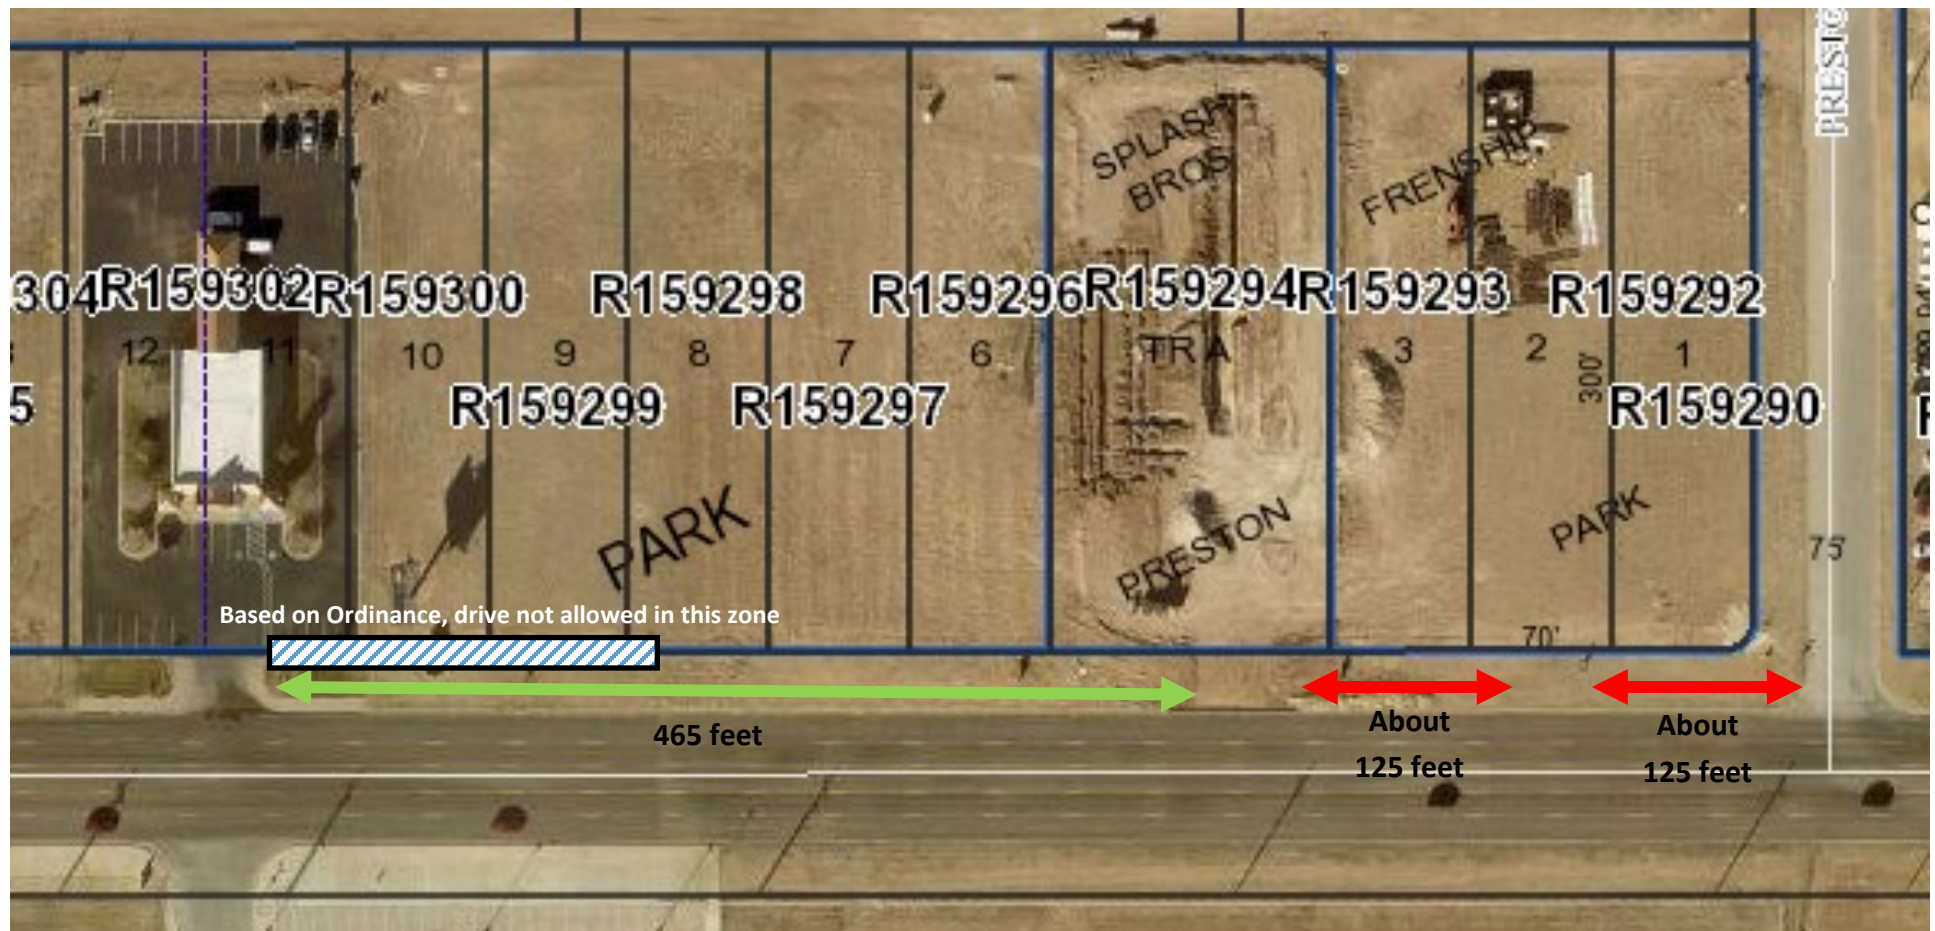 PRESTO
SPLASH
BROS
FRENSHIP
304
R159302
R159300
R159298
R159296
R159294
R159293
R159292
12
11
10
9
8
7
6
TR A
3
2
1
300'
5
R159299
R159297
R159290
PARK
PRESTON
PARK
75'
Based on Ordinance, drive not allowed in this zone
70'
465 feet
About
125 feet
About
125 feet